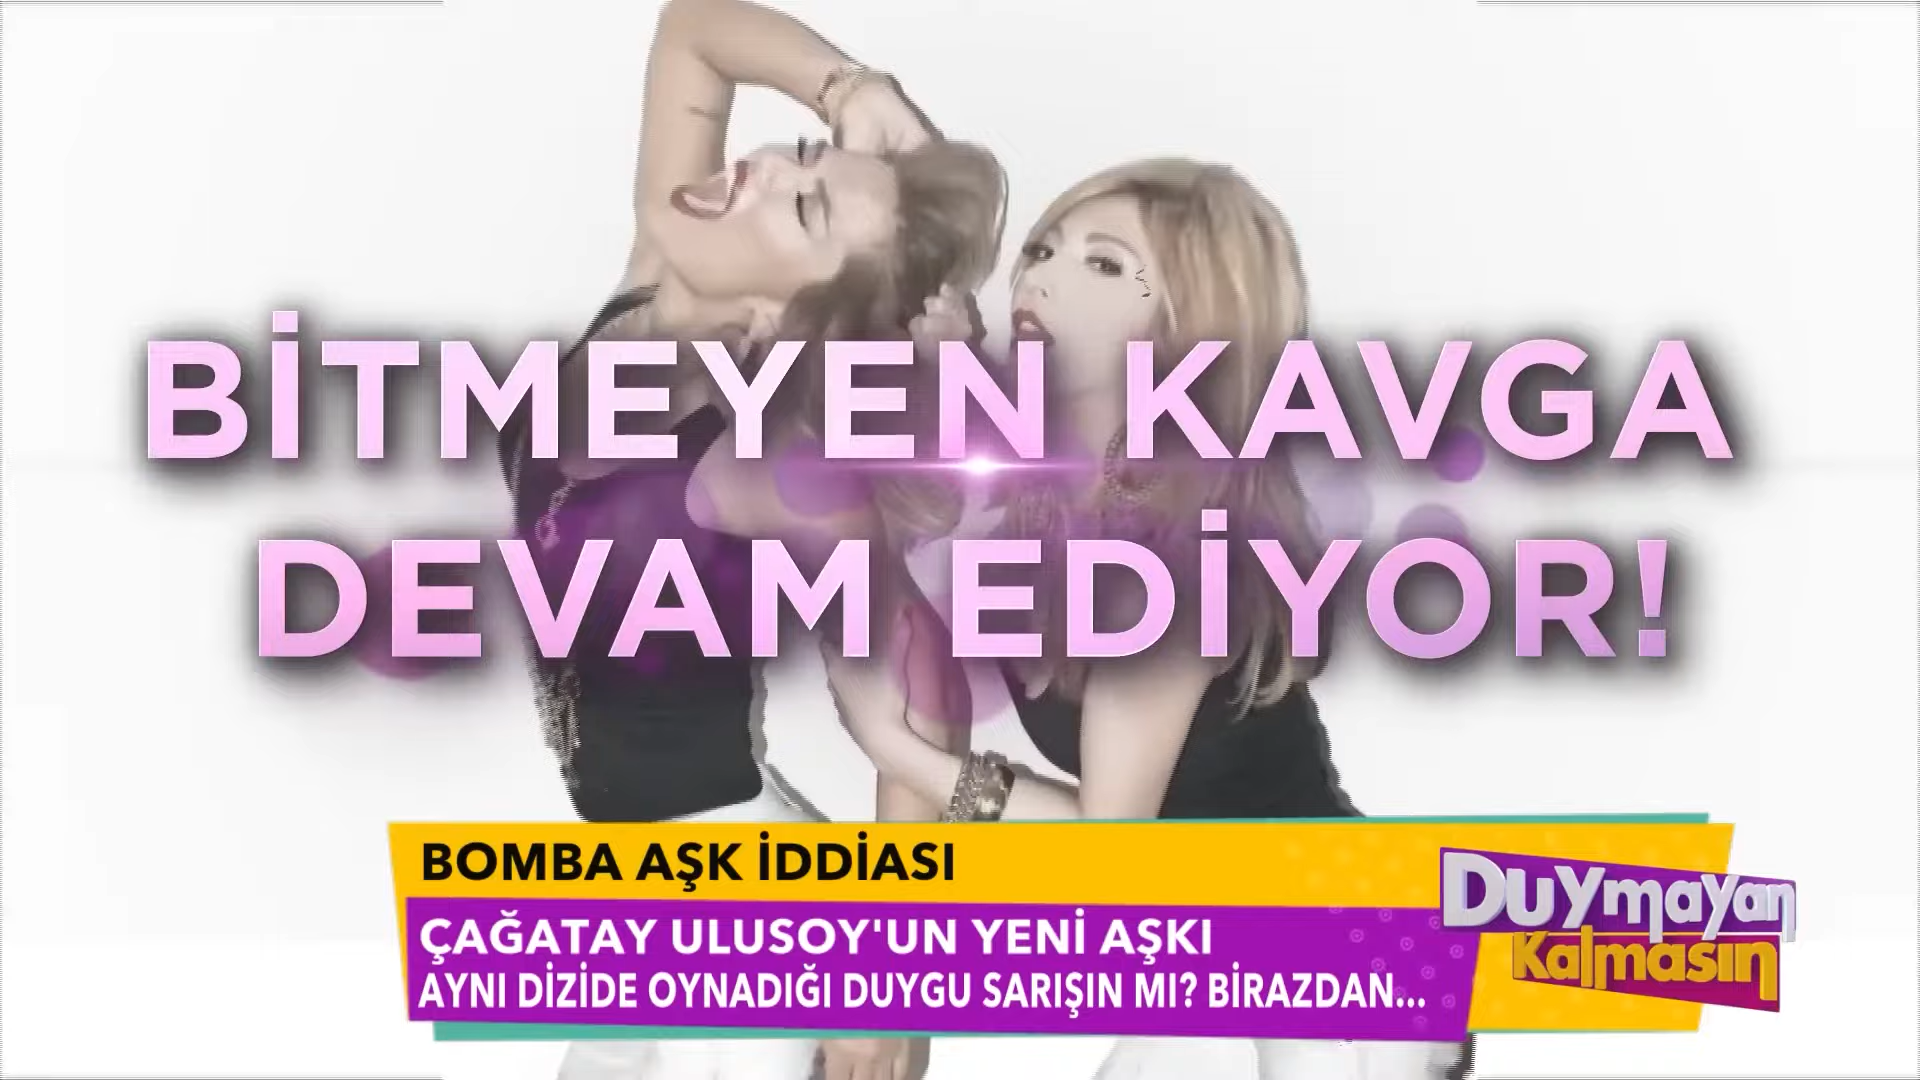 BİTMEYEN KAVGA
DEVAM EDİYOR!
BOMBA AŞK İDDİASI
ÇAĞATAY ULUSOY'UN YENİ AŞKI
AYNI DİZİDE OYNADIĞI DUYGU SARIŞIN MI? BİRAZDAN...
Duymayan
Kalmasın